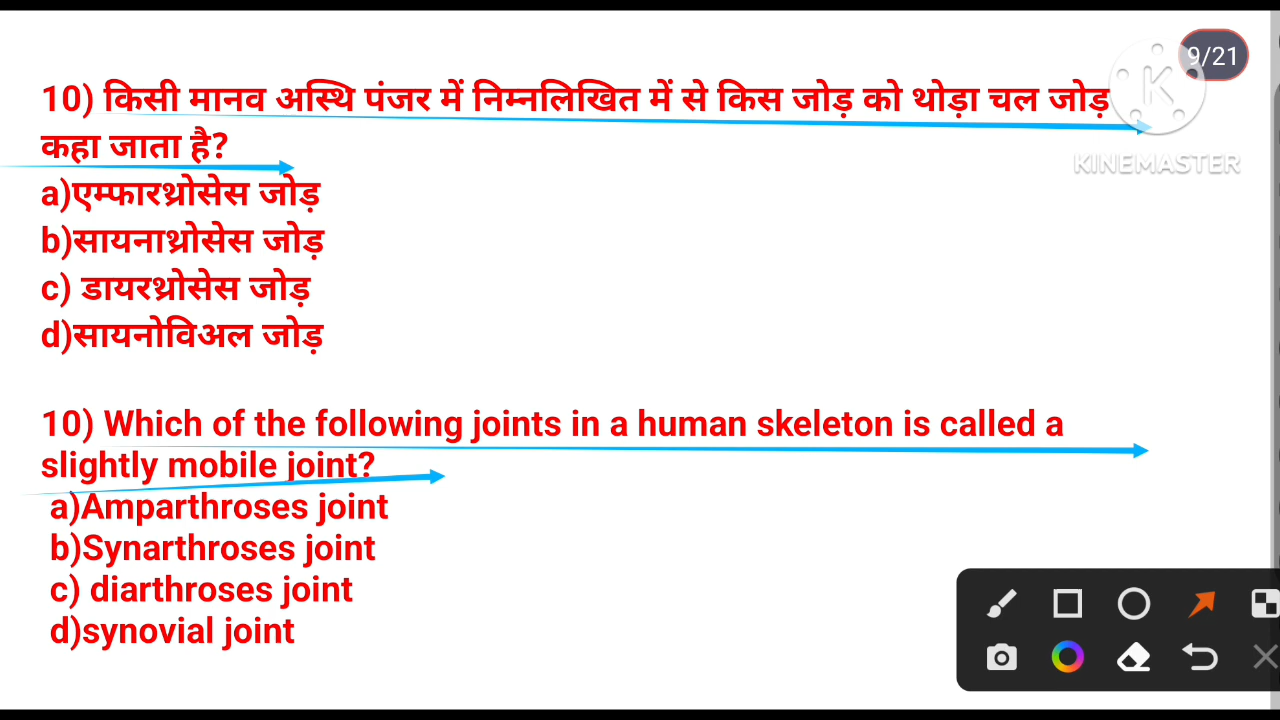 9/21
10) किसी मानव अस्थि पंजर में निम्नलिखित में से किस जोड़ को थोड़ा चल जोड़
कहा जाता है?
a)एम्फारथ्रोसेस जोड़
b)सायनाथ्रोसेस जोड़
c) डायरथ्रोसेस जोड़
d)सायनोविअल जोड़
10) Which of the following joints in a human skeleton is called a
slightly mobile joint?
a)Amparthroses joint
b)Synarthroses joint
c) diarthroses joint
d)synovial joint
K
KINEMASTER